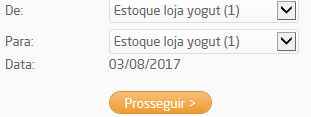 De: Estoque loja yogut (1)
Para: Estoque loja yogut (1)
Data: 03/08/2017
Prosseguir >